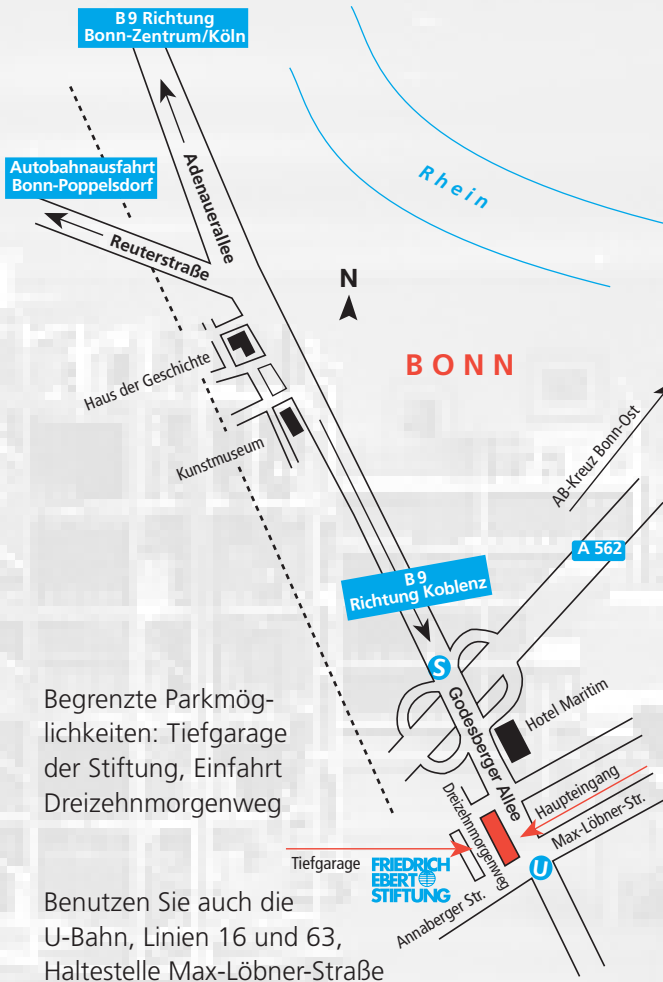 B 9 Richtung
Bonn-Zentrum/Köln
Autobahnausfahrt
Bonn-Poppelsdorf
Adenauerallee
Reuterstraße
Rhein
N
BONN
Haus der Geschichte
Kunstmuseum
AB-Kreuz Bonn-Ost
A 562
B 9
Richtung Koblenz
S
Godesberger Allee
Hotel Maritim
Begrenzte Parkmög-
lichkeiten: Tiefgarage
der Stiftung, Einfahrt
Dreizehnmorgenweg
Haupteingang
Max-Löbner-Str.
Dreizehnmorgenweg
Tiefgarage
FRIEDRICH
EBERT
STIFTUNG
U
Annaberger Str.
Benutzen Sie auch die
U-Bahn, Linien 16 und 63,
Haltestelle Max-Löbner-Straße